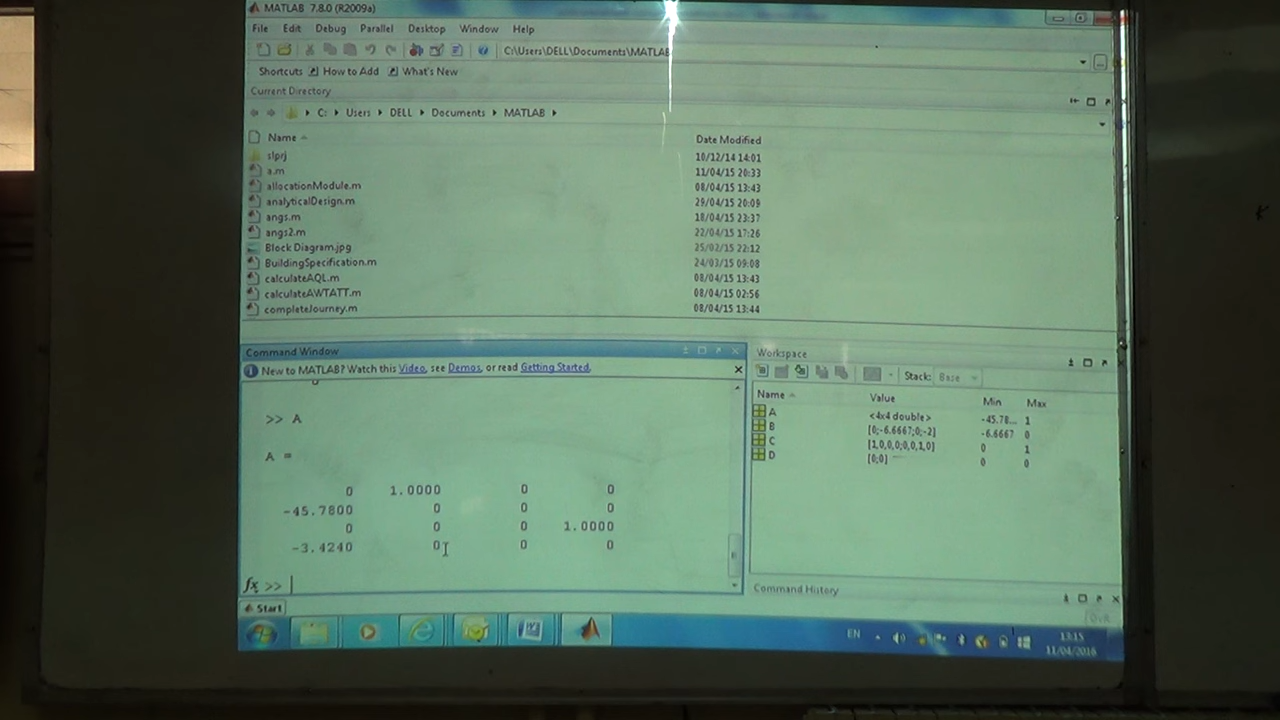 MATLAB 7.8.0 (R2009a)
File Edit Debug Parallel Desktop Window Help
C:\Users\DELL\Documents\MATLAB
Shortcuts How to Add What's New
Current Directory
C: Users DELL Documents MATLAB
Name Date Modified
slprj 10/12/14 14:01
a.m 11/04/15 20:33
allocationModule.m 08/04/15 13:43
analyticalDesign.m 29/04/15 20:09
angs.m 18/04/15 23:37
angs2.m 22/04/15 17:26
Block Diagram.jpg 25/02/15 22:12
BuildingSpecification.m 24/03/15 09:08
calculateAQL.m 08/04/15 13:43
calculateAWTATT.m 08/04/15 02:56
completeJourney.m 08/04/15 13:44
Command Window
New to MATLAB? Watch this Video, see Demos, or read Getting Started.
>> A
A =
0 1.0000 0 0
-45.7800 0 0 0
0 0 0 1.0000
-3.4240 0 0 0
fx >>
Workspace
Stack: Base
Name Value Min Max
A <4x4 double> -45.78... 1
B [0;-6.6667;0;-2] -6.6667 0
C [1,0,0,0;0,0,1,0] 0 1
D [0;0] 0 0
Command History
Start
OVR
EN
13:15
11/04/2016